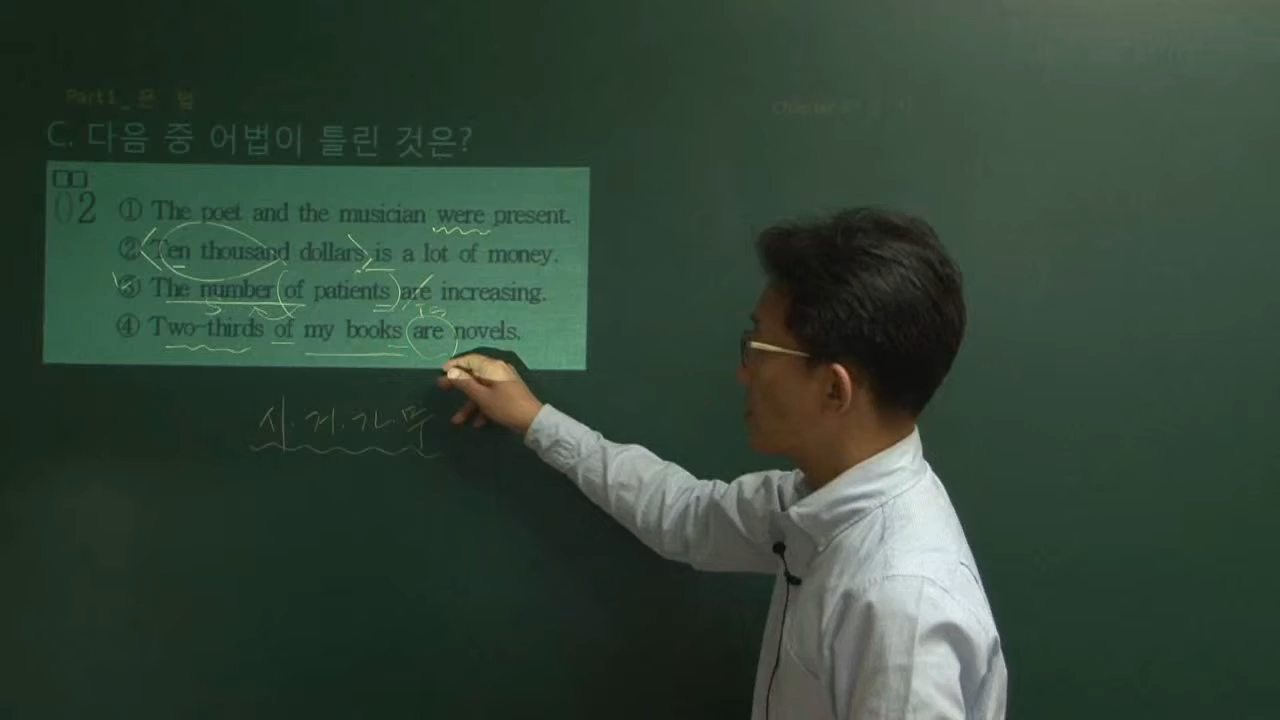 Part1_문 법
C. 다음 중 어법이 틀린 것은?
02
① The poet and the musician were present.
② Ten thousand dollars is a lot of money.
③ The number of patients are increasing.
S is
④ Two-thirds of my books are novels.
시.거.가.무